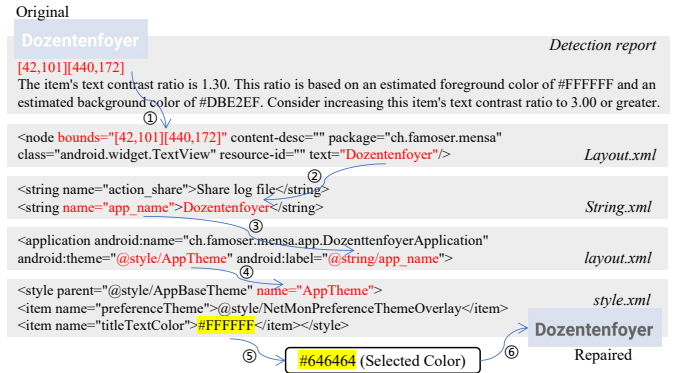 Original
Dozentenfoyer
Detection report
[42,101][440,172]
The item's text contrast ratio is 1.30. This ratio is based on an estimated foreground color of #FFFFFF and an
estimated background color of #DBE2EF. Consider increasing this item's text contrast ratio to 3.00 or greater.
①
<node bounds="[42,101][440,172]" content-desc="" package="ch.famoser.mensa"
class="android.widget.TextView" resource-id="" text="Dozentenfoyer"/>
Layout.xml
②
<string name="action_share">Share log file</string>
<string name="app_name">Dozentenfoyer</string>
String.xml
③
<application android:name="ch.famoser.mensa.app.DozenttenfoyerApplication"
android:theme="@style/AppTheme" android:label="@string/app_name">
layout.xml
④
<style parent="@style/AppBaseTheme" name="AppTheme">
<item name="preferenceTheme">@style/NetMonPreferenceThemeOverlay</item>
<item name="titleTextColor">#FFFFFF</item></style>
style.xml
Dozentenfoyer
⑤
#646464 (Selected Color)
⑥
Repaired